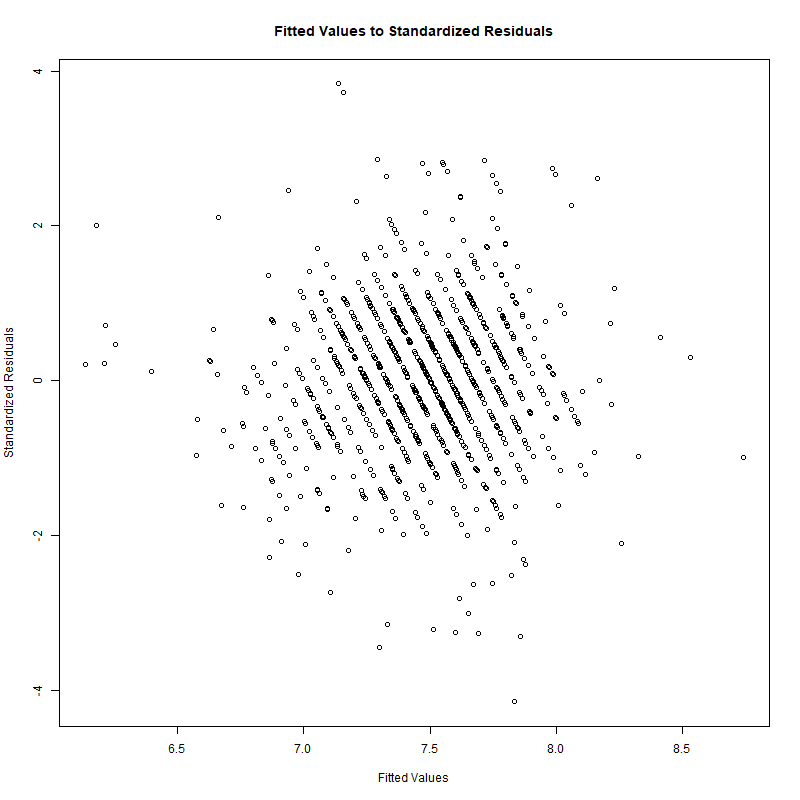 Fitted Values to Standardized Residuals
Standardized Residuals
4
2
0
-2
-4
6.5 7.0 7.5 8.0 8.5
Fitted Values